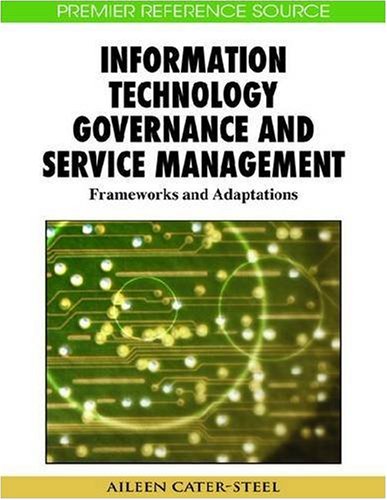 PREMIER REFERENCE SOURCE
INFORMATION
TECHNOLOGY
GOVERNANCE AND
SERVICE MANAGEMENT
Frameworks and Adaptations
AILEEN CATER-STEEL